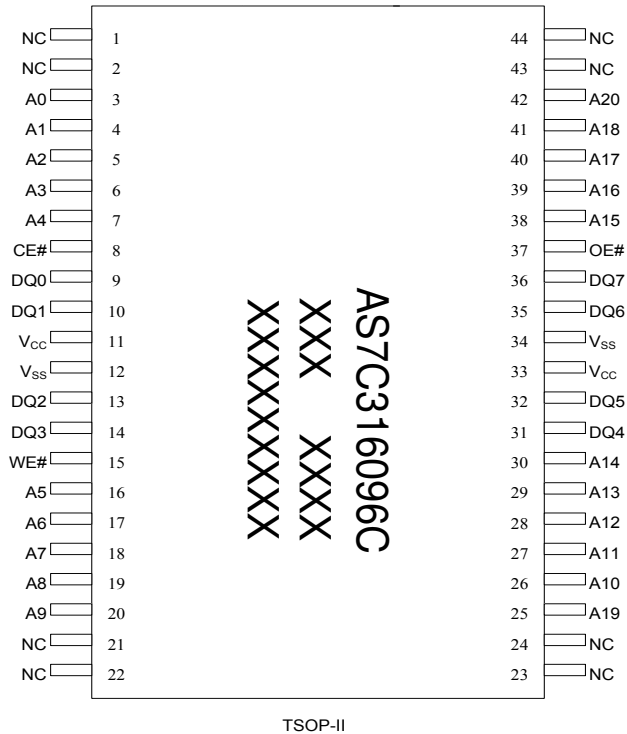 NC 1 44 NC
NC 2 43 NC
A0 3 42 A20
A1 4 41 A18
A2 5 40 A17
A3 6 39 A16
A4 7 38 A15
CE# 8 37 OE#
DQ0 9 36 DQ7
DQ1 10 35 DQ6
VCC 11 34 VSS
VSS 12 33 VCC
DQ2 13 32 DQ5
DQ3 14 31 DQ4
WE# 15 30 A14
A5 16 29 A13
A6 17 28 A12
A7 18 27 A11
A8 19 26 A10
A9 20 25 A19
NC 21 24 NC
NC 22 23 NC
AS7C316096C
XXX XXXX
XXXXXXXXX
TSOP-II